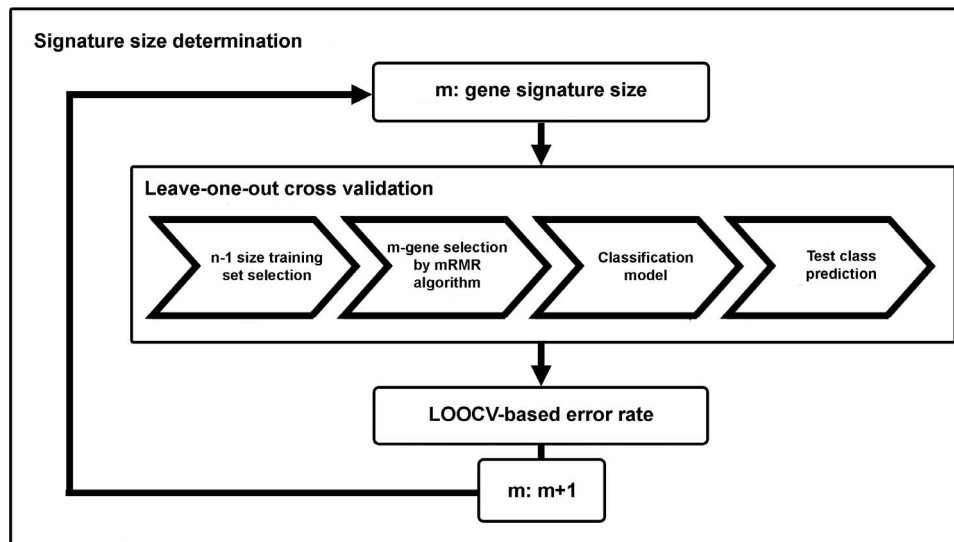 Signature size determination
m: gene signature size
Leave-one-out cross validation
n-1 size training
set selection
m-gene selection
by mRMR
algorithm
Classification
model
Test class
prediction
LOOCV-based error rate
m: m+1